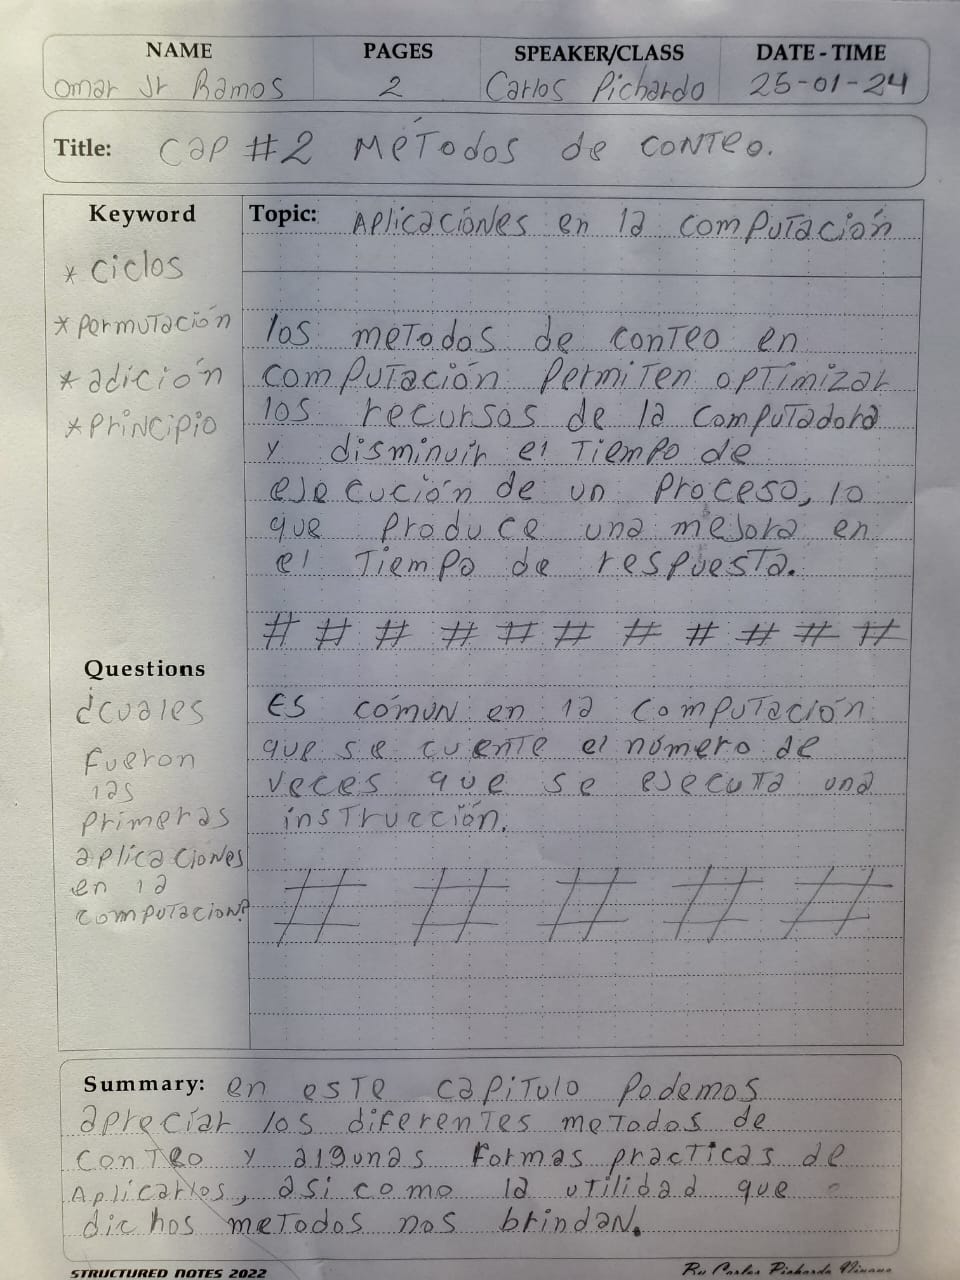 NAME PAGES SPEAKER/CLASS DATE - TIME
omar Jr Ramos 2 Carlos Pichardo 25-01-24
Title: Cap #2 Métodos de conteo.
Keyword
* ciclos
* permutación
* adición
* principio
Topic: Aplicaciónes en la computación
los metodos de conteo en
computación permiten optimizar
los recursos de la computadora
y disminuir el tiempo de
ejecución de un proceso, lo
que produce una mejora en
el tiempo de respuesta.
# # # # # # # # # # #
Questions
¿cuales
fueron
las
primeras
aplicaciones
en la
computacion?
Es cómun en la computación
que se cuente el número de
veces que se ejecuta una
instrucción.
# # # # #
Summary: en este capitulo podemos
apreciar los diferentes metodos de
conteo y algunas formas practicas de
Aplicarlos, asi como la utilidad que
dichos metodos nos brindan.
STRUCTURED NOTES 2022
By Carlos Pichardo